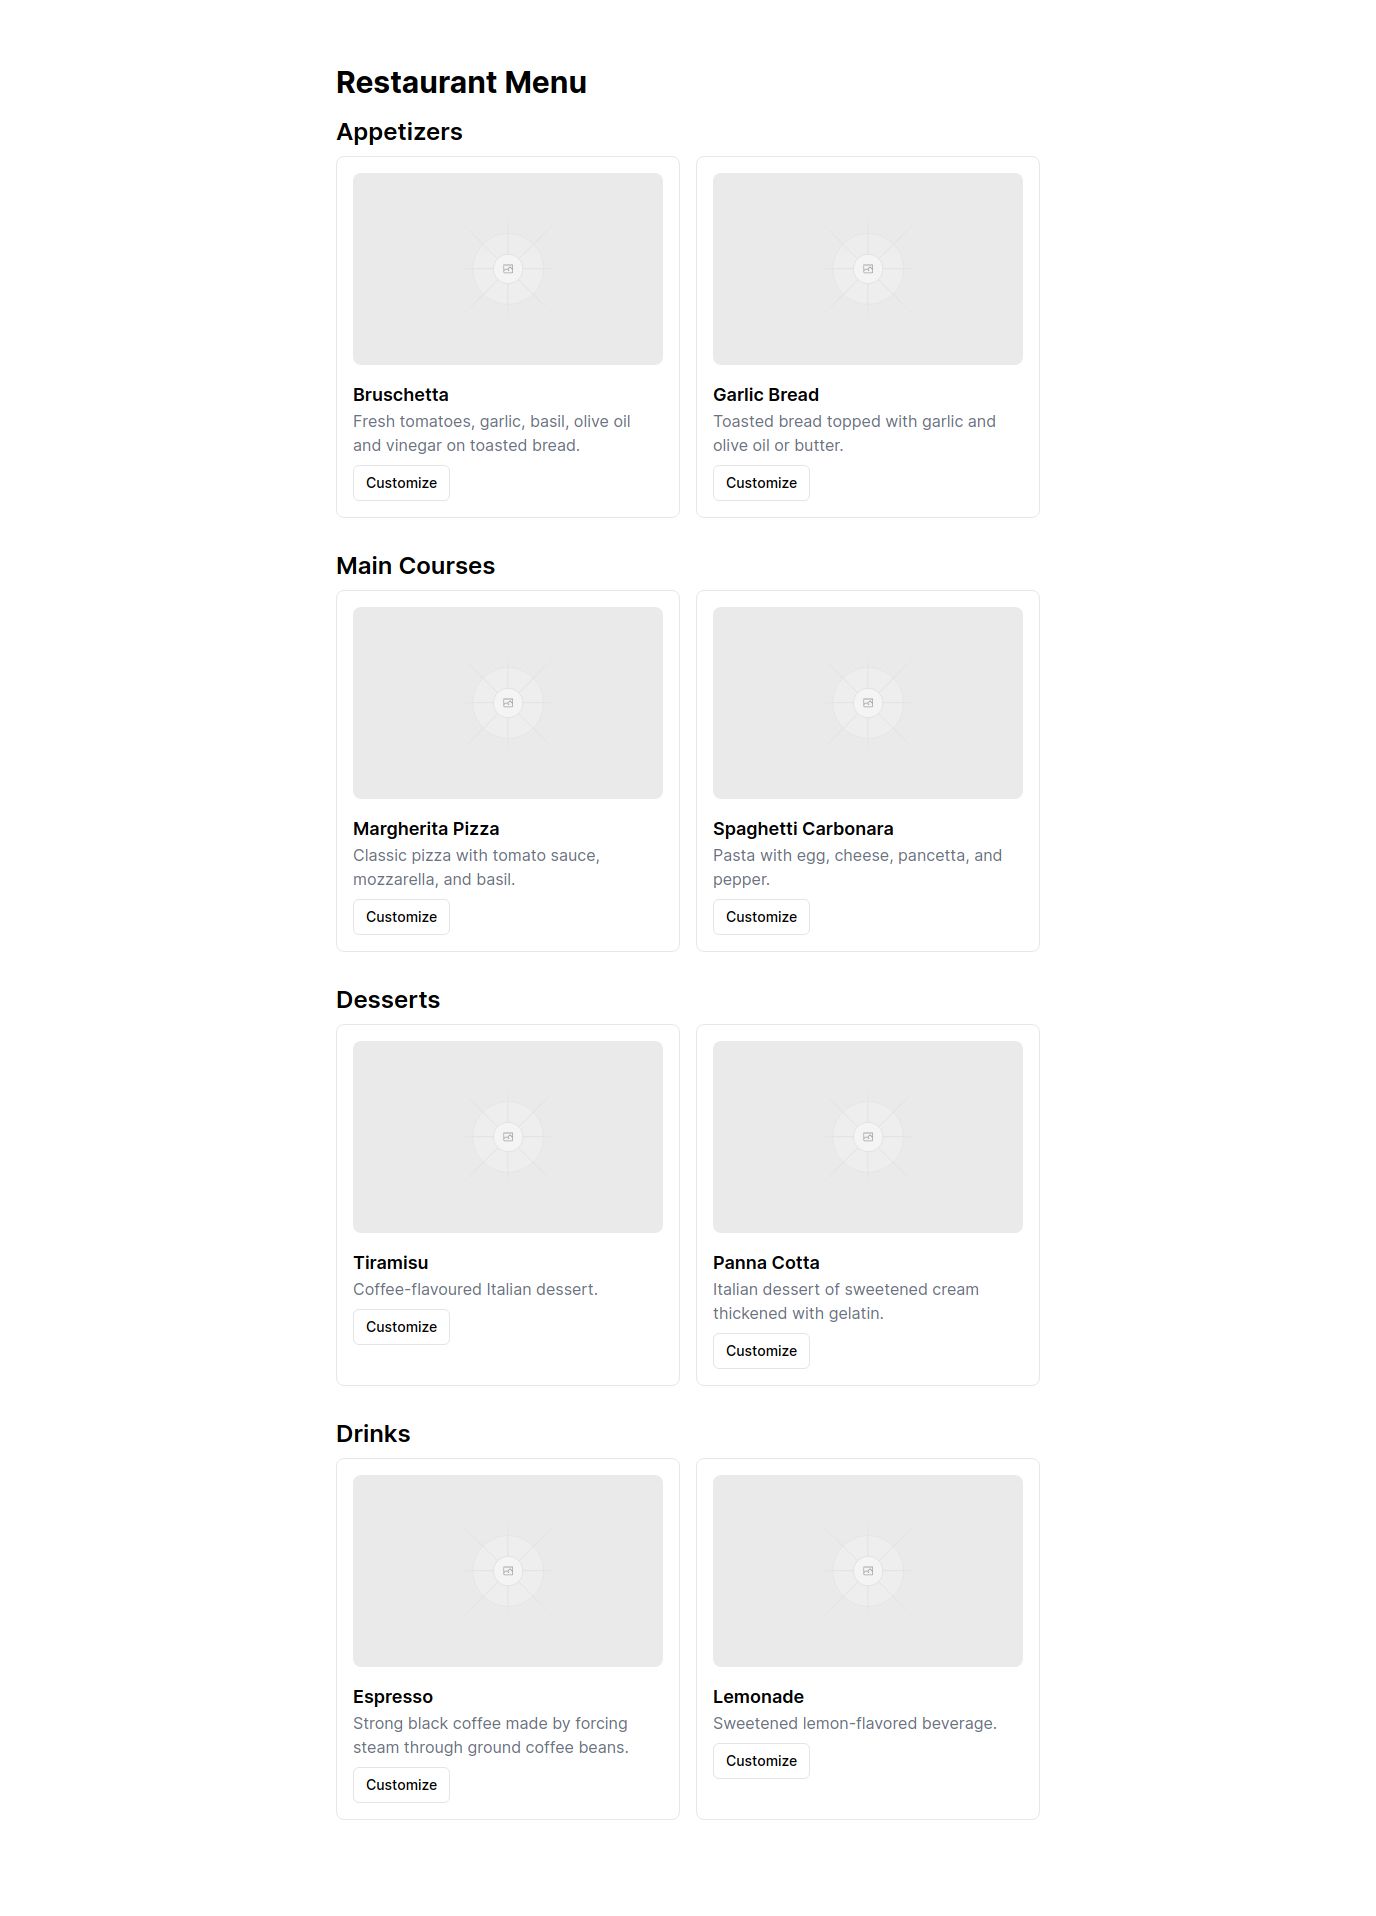 Restaurant Menu
Appetizers
Bruschetta
Fresh tomatoes, garlic, basil, olive oil
and vinegar on toasted bread.
Customize
Garlic Bread
Toasted bread topped with garlic and
olive oil or butter.
Customize
Main Courses
Margherita Pizza
Classic pizza with tomato sauce,
mozzarella, and basil.
Customize
Spaghetti Carbonara
Pasta with egg, cheese, pancetta, and
pepper.
Customize
Desserts
Tiramisu
Coffee-flavoured Italian dessert.
Customize
Panna Cotta
Italian dessert of sweetened cream
thickened with gelatin.
Customize
Drinks
Espresso
Strong black coffee made by forcing
steam through ground coffee beans.
Customize
Lemonade
Sweetened lemon-flavored beverage.
Customize